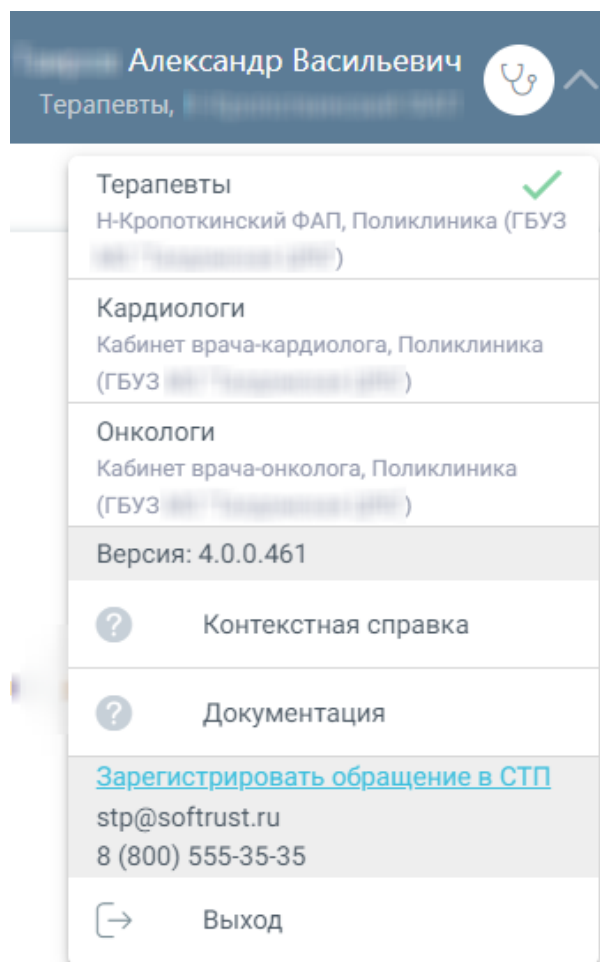 Александр Васильевич
Терапевты,
Терапевты
Н-Кропоткинский ФАП, Поликлиника (ГБУЗ
)
Кардиологи
Кабинет врача-кардиолога, Поликлиника
(ГБУЗ )
Онкологи
Кабинет врача-онколога, Поликлиника
(ГБУЗ )
Версия: 4.0.0.461
Контекстная справка
Документация
Зарегистрировать обращение в СТП
stp@softrust.ru
8 (800) 555-35-35
Выход